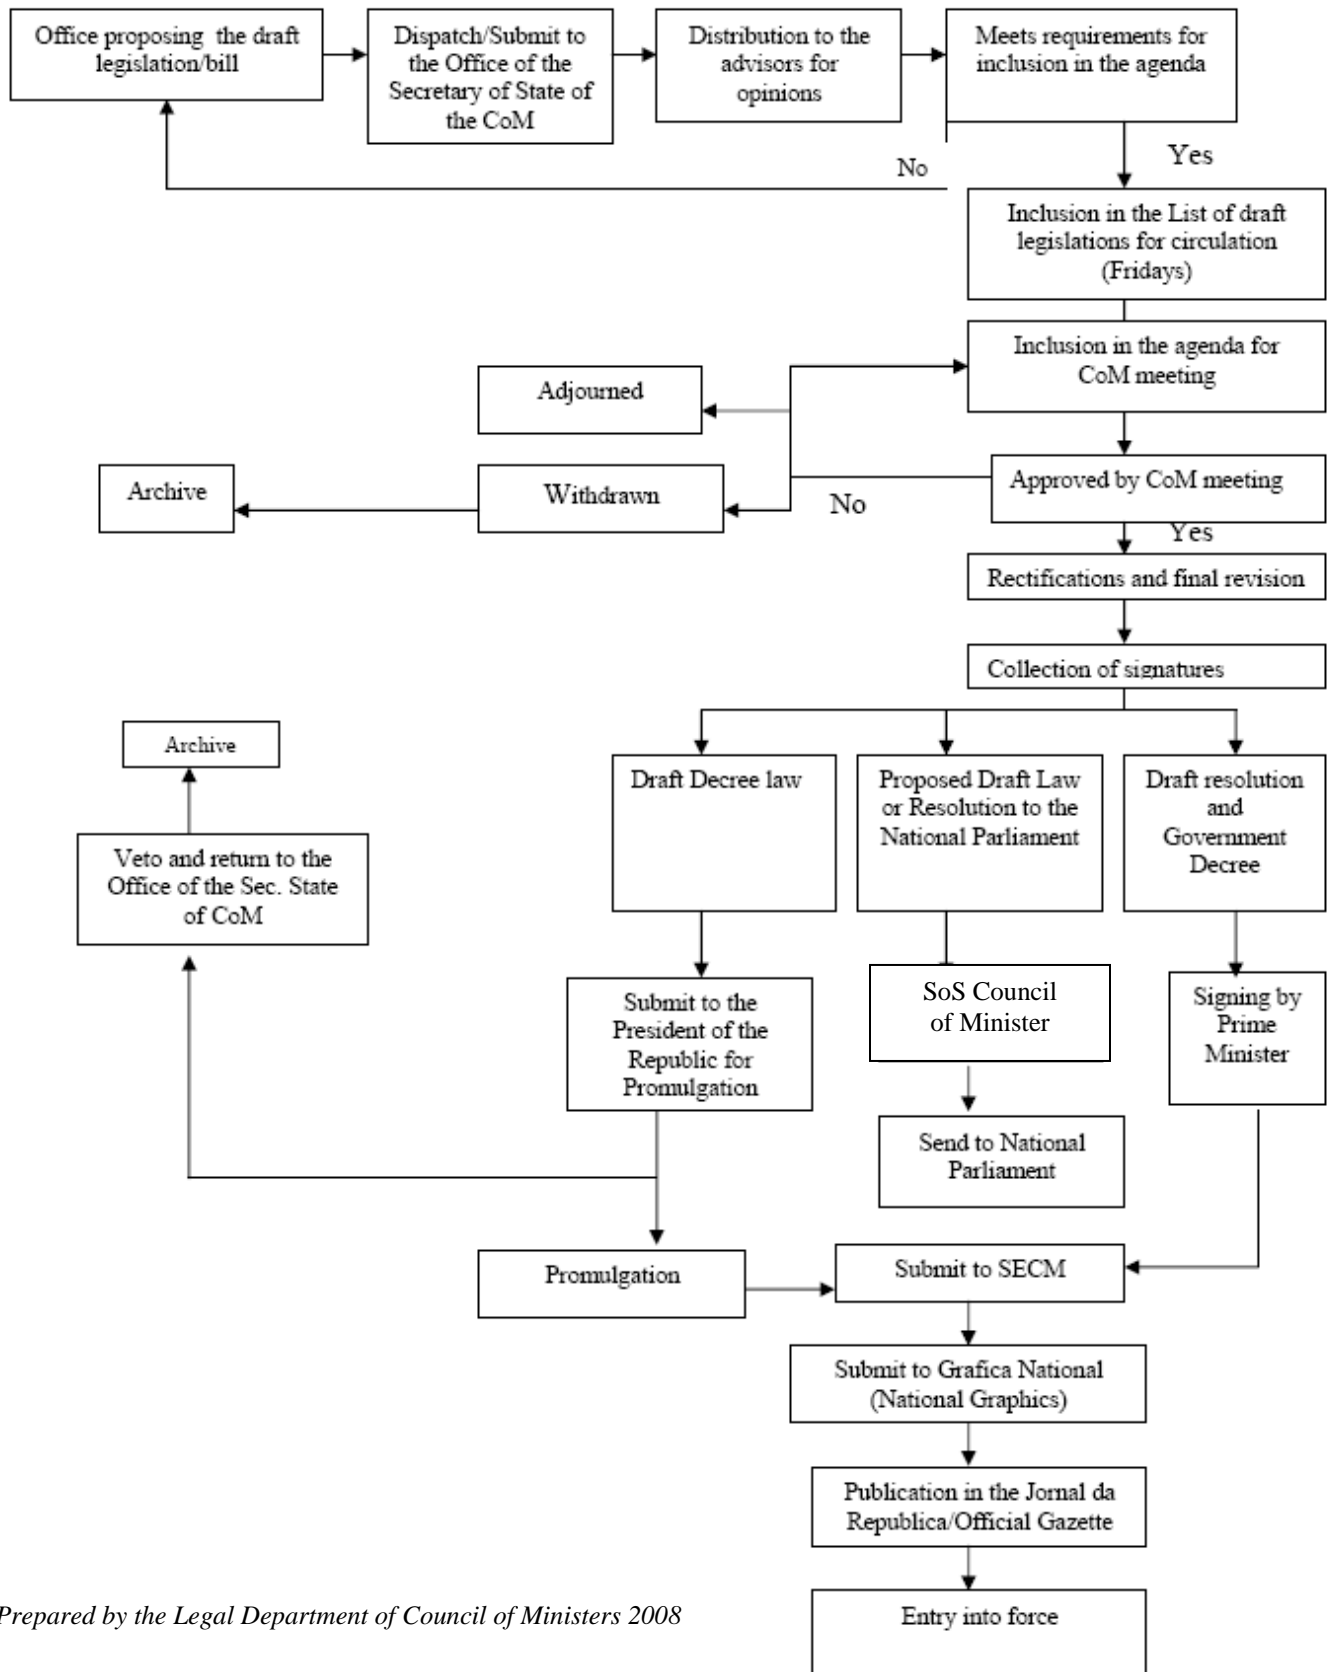 Office proposing the draft
legislation/bill
Dispatch/Submit to
the Office of the
Secretary of State of
the CoM
Distribution to the
advisors for
opinions
Meets requirements for
inclusion in the agenda
Yes
No
Inclusion in the List of draft
legislations for circulation
(Fridays)
Inclusion in the agenda for
CoM meeting
Adjourned
Approved by CoM meeting
Archive
Withdrawn
No
Yes
Rectifications and final revision
Collection of signatures
Archive
Draft Decree law
Proposed Draft Law
or Resolution to the
National Parliament
Draft resolution
and
Government
Decree
Veto and return to the
Office of the Sec. State
of CoM
Submit to the
President of the
Republic for
Promulgation
SoS Council
of Minister
Signing by
Prime
Minister
Send to National
Parliament
Promulgation
Submit to SECM
Submit to Grafica National
(National Graphics)
Publication in the Jornal da
Republica/Official Gazette
Entry into force
Prepared by the Legal Department of Council of Ministers 2008